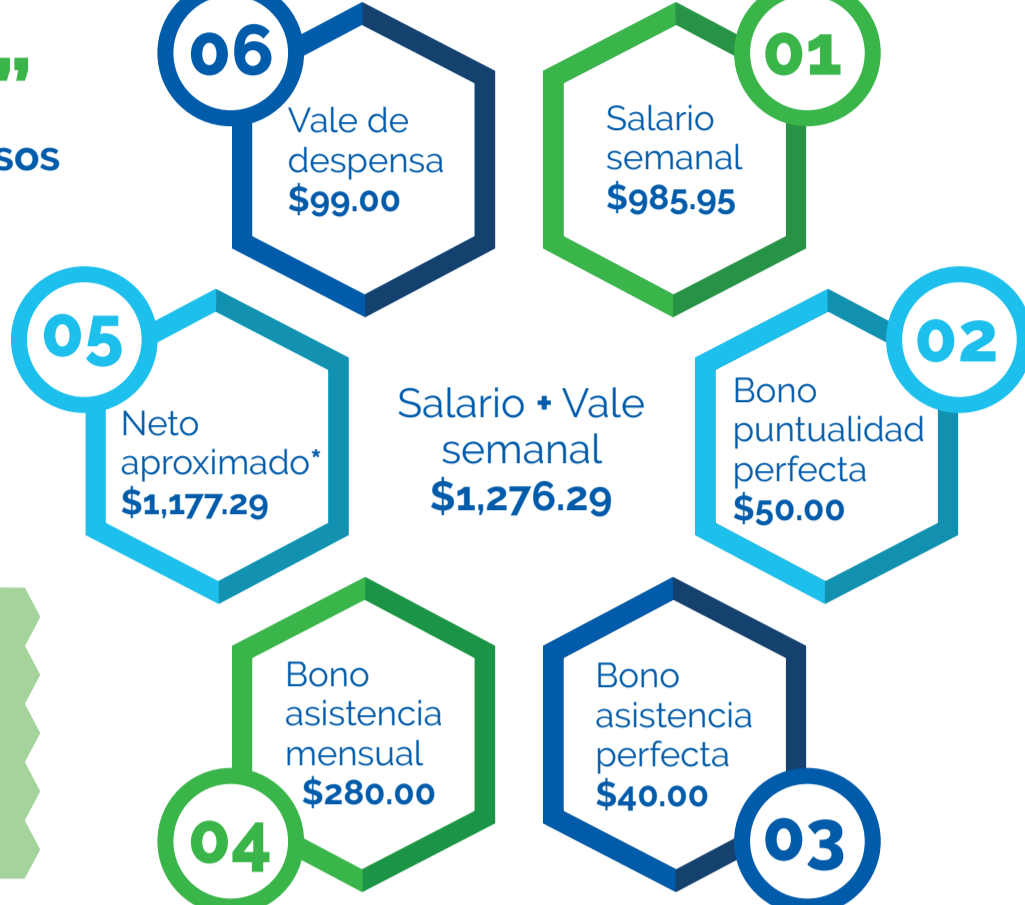 ”
sos
01
Salario
semanal
$985.95
02
Bono
puntualidad
perfecta
$50.00
03
Bono
asistencia
perfecta
$40.00
04
Bono
asistencia
mensual
$280.00
05
Neto
aproximado*
$1,177.29
06
Vale de
despensa
$99.00
Salario + Vale
semanal
$1,276.29